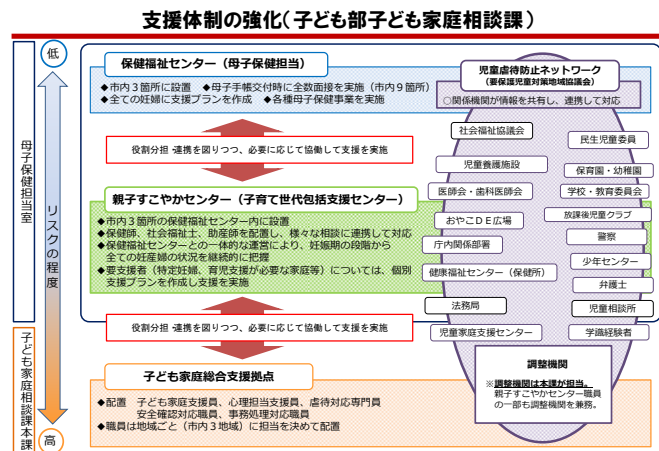 支援体制の強化(子ども部子ども家庭相談課)
低
リスクの程度
高
母子保健担当室
子ども家庭相談課本課
保健福祉センター(母子保健担当)
◆市内3箇所に設置 ◆母子手帳交付時に全数面接を実施(市内9箇所)
◆全ての妊婦に支援プランを作成 ◆各種母子保健事業を実施
役割分担・連携を図りつつ、必要に応じて協働して支援を実施
親子すこやかセンター(子育て世代包括支援センター)
◆市内3箇所の保健福祉センター内に設置
◆保健師、社会福祉士、助産師を配置し、様々な相談に連携して対応
◆保健福祉センターとの一体的な運営により、妊娠期の段階から
全ての妊産婦の状況を継続的に把握
◆要支援者(特定妊婦、育児支援が必要な家庭等)については、個別
支援プランを作成し支援を実施
役割分担・連携を図りつつ、必要に応じて協働して支援を実施
子ども家庭総合支援拠点
◆配置 子ども家庭支援員、心理担当支援員、虐待対応専門員
安全確認対応職員、事務処理対応職員
◆職員は地域ごと(市内3地域)に担当を決めて配置
児童虐待防止ネットワーク
(要保護児童対策地域協議会)
○関係機関が情報を共有し、連携して対応
社会福祉協議会
民生児童委員
児童養護施設
保育園・幼稚園
医師会・歯科医師会
学校・教育委員会
おやこDE広場
放課後児童クラブ
庁内関係部署
警察
少年センター
健康福祉センター(保健所)
弁護士
法務局
児童相談所
児童家庭支援センター
学識経験者
調整機関
※調整機関は本課が担当。
親子すこやかセンター職員
の一部も調整機関を兼務。